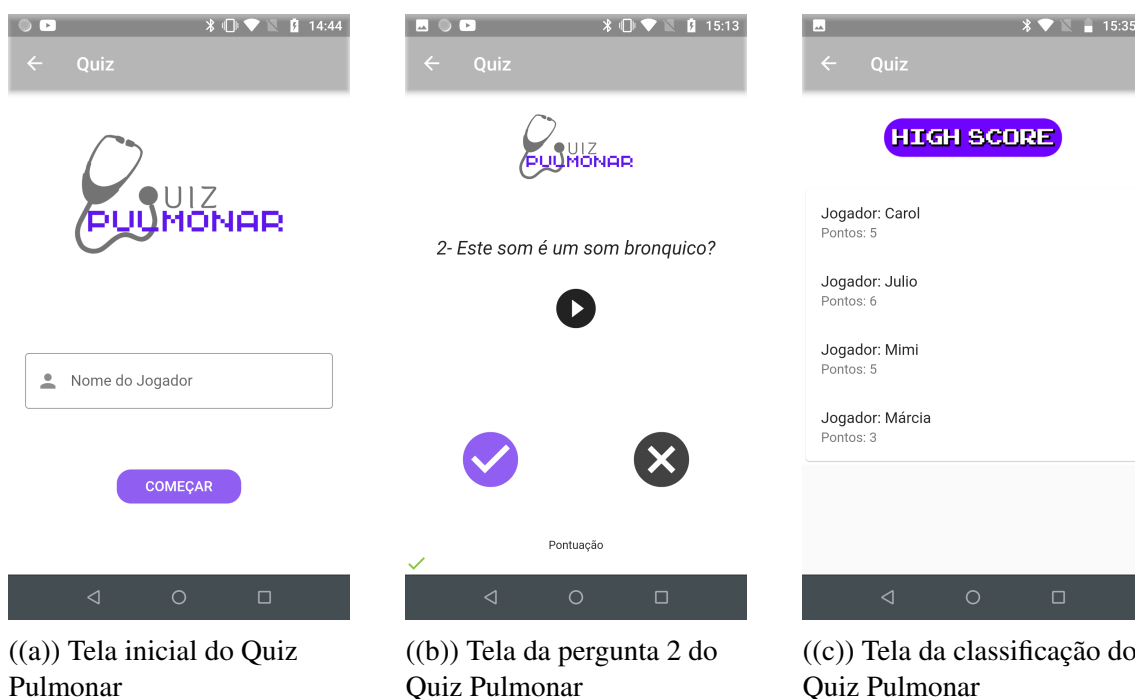 14:44
Quiz
QUIZ
PULMONAR
Nome do Jogador
COMEÇAR
((a)) Tela inicial do Quiz
Pulmonar
15:13
Quiz
QUIZ
PULMONAR
2- Este som é um som bronquico?
Pontuação
((b)) Tela da pergunta 2 do
Quiz Pulmonar
15:35
Quiz
HIGH SCORE
Jogador: Carol
Pontos: 5
Jogador: Julio
Pontos: 6
Jogador: Mimi
Pontos: 5
Jogador: Márcia
Pontos: 3
((c)) Tela da classificação do
Quiz Pulmonar